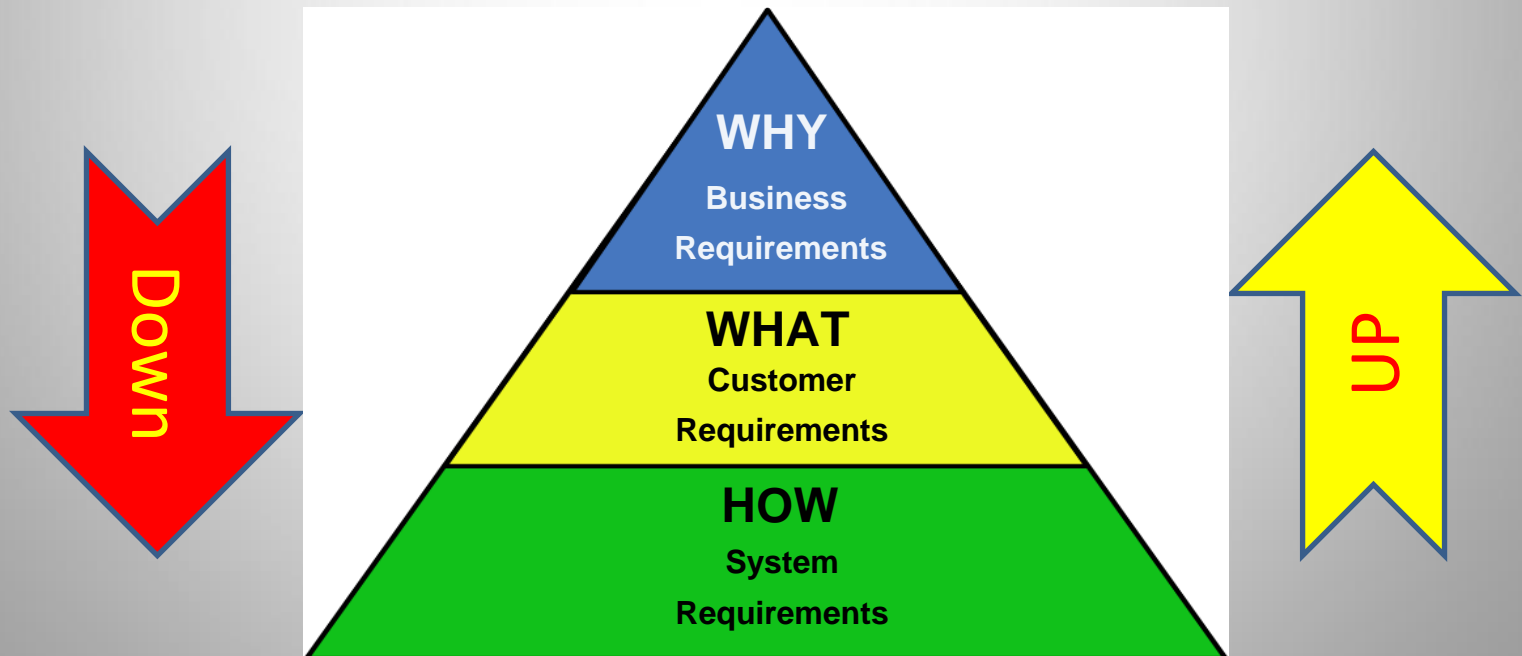 Down
WHY
Business
Requirements
WHAT
Customer
Requirements
HOW
System
Requirements
UP